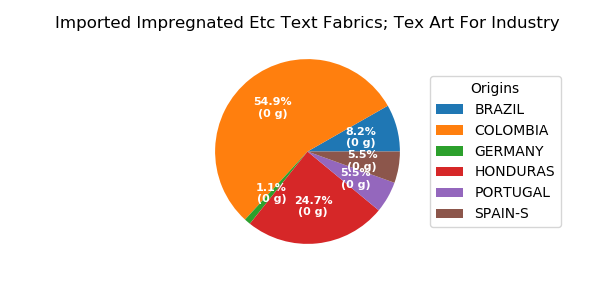 Imported Impregnated Etc Text Fabrics; Tex Art For Industry
54.9%
(0 g)
8.2%
(0 g)
5.5%
(0 g)
5.5%
(0 g)
1.1%
(0 g)
24.7%
(0 g)
Origins
BRAZIL
COLOMBIA
GERMANY
HONDURAS
PORTUGAL
SPAIN-S